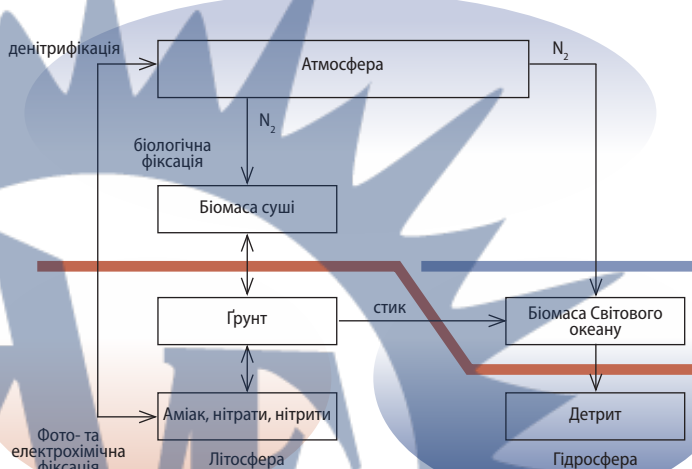 денітрифікація
Атмосфера
N₂
N₂
біологічна
фіксація
Біомаса суші
Ґрунт
стик
Біомаса Світового
океану
Аміак, нітрати, нітрити
Детрит
Фото- та
електрохімічна
фіксація
Літосфера
Гідросфера